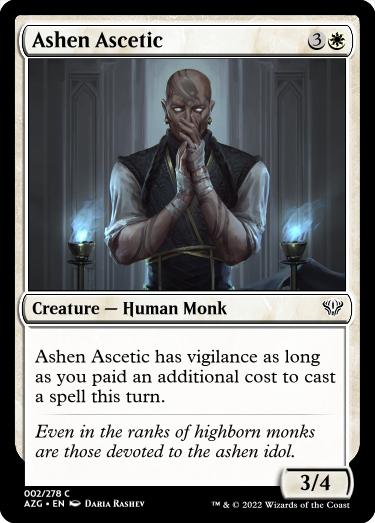 Ashen Ascetic 3
Creature — Human Monk
Ashen Ascetic has vigilance as long
as you paid an additional cost to cast
a spell this turn.
Even in the ranks of highborn monks
are those devoted to the ashen idol.
3/4
002/278 C
AZG • EN Daria Rashev
™ & © 2022 Wizards of the Coast